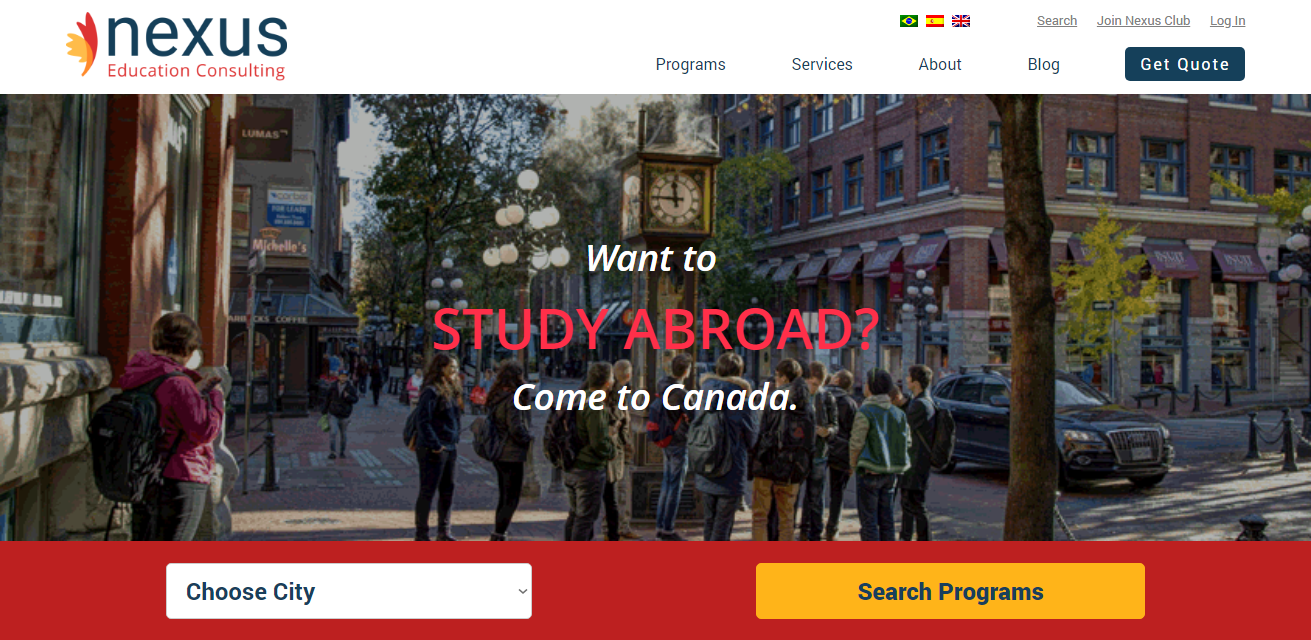 nexus
Education Consulting
Search
Join Nexus Club
Log In
Programs
Services
About
Blog
Get Quote
LUMAS
FOR LEASE
Michelle's
COFFEE
Want to
STUDY ABROAD?
Come to Canada.
Choose City
Search Programs